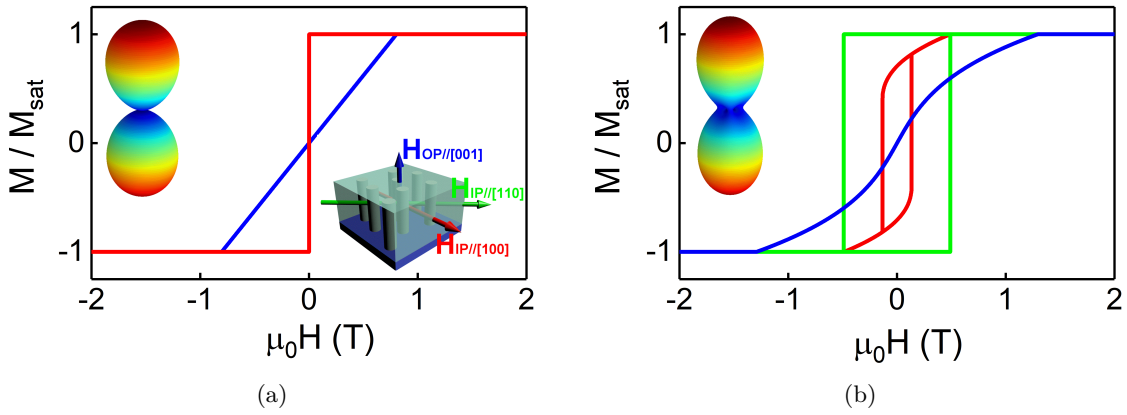 M / M_sat
1
0
-1
-2
-1
0
1
2
μ₀H (T)
H_OP//[001]
H_IP//[110]
H_IP//[100]
(a)
M / M_sat
1
0
-1
-2
-1
0
1
2
μ₀H (T)
(b)